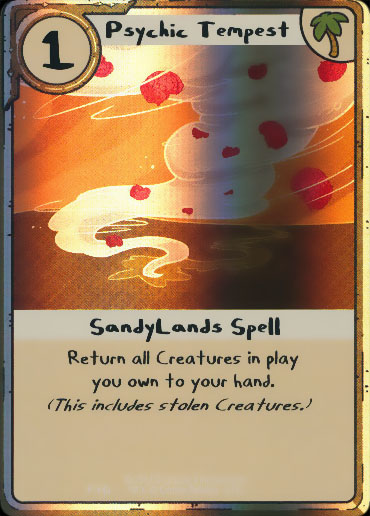 1
Psychic Tempest
SandyLands Spell
Return all Creatures in play
you own to your hand.
(This includes stolen Creatures.)